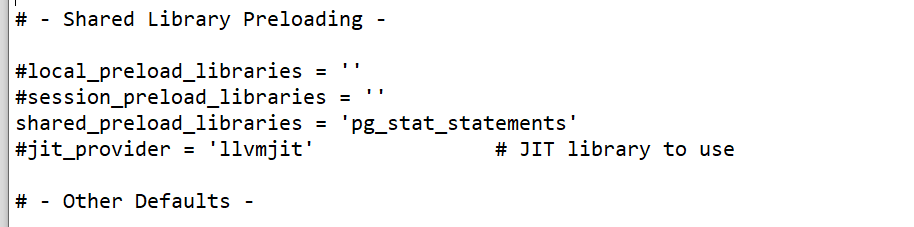 # - Shared Library Preloading -
#local_preload_libraries = ''
#session_preload_libraries = ''
shared_preload_libraries = 'pg_stat_statements'
#jit_provider = 'llvmjit' # JIT library to use
# - Other Defaults -